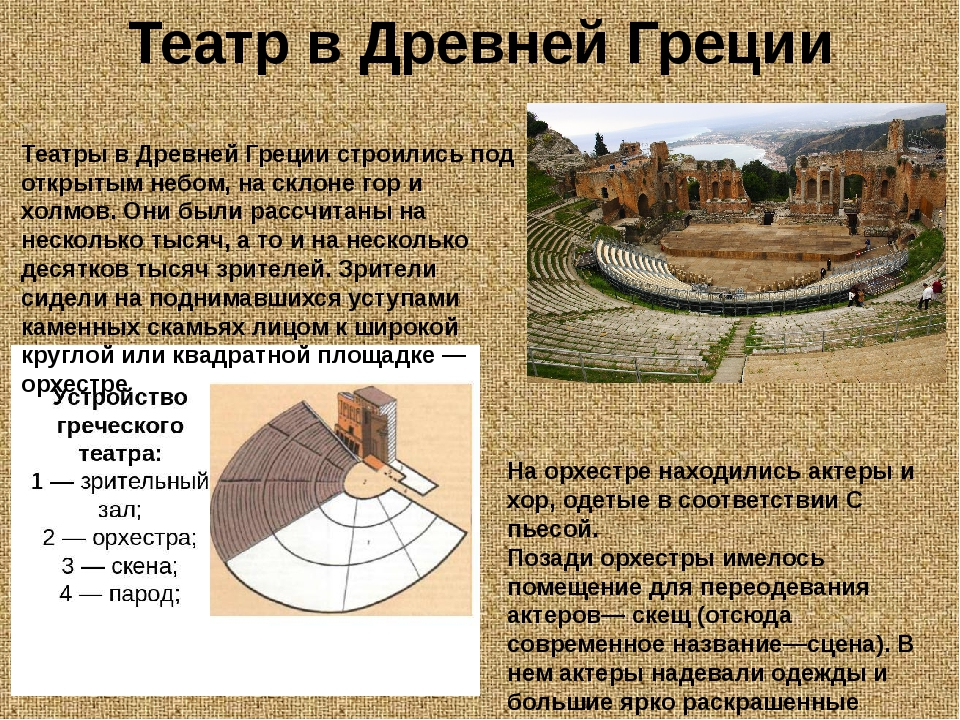 Театр в Древней Греции
Театры в Древней Греции строились под
открытым небом, на склоне гор и
холмов. Они были рассчитаны на
несколько тысяч, а то и на несколько
десятков тысяч зрителей. Зрители
сидели на поднимавшихся уступами
каменных скамьях лицом к широкой
круглой или квадратной площадке —
орхестре
Устройство
греческого
театра:
1 — зрительный
зал;
2 — орхестра;
3 — скена;
4 — парод;
На орхестре находились актеры и
хор, одетые в соответствии С
пьесой.
Позади орхестры имелось
помещение для переодевания
актеров— скещ (отсюда
современное название—сцена). В
нем актеры надевали одежды и
большие ярко раскрашенные